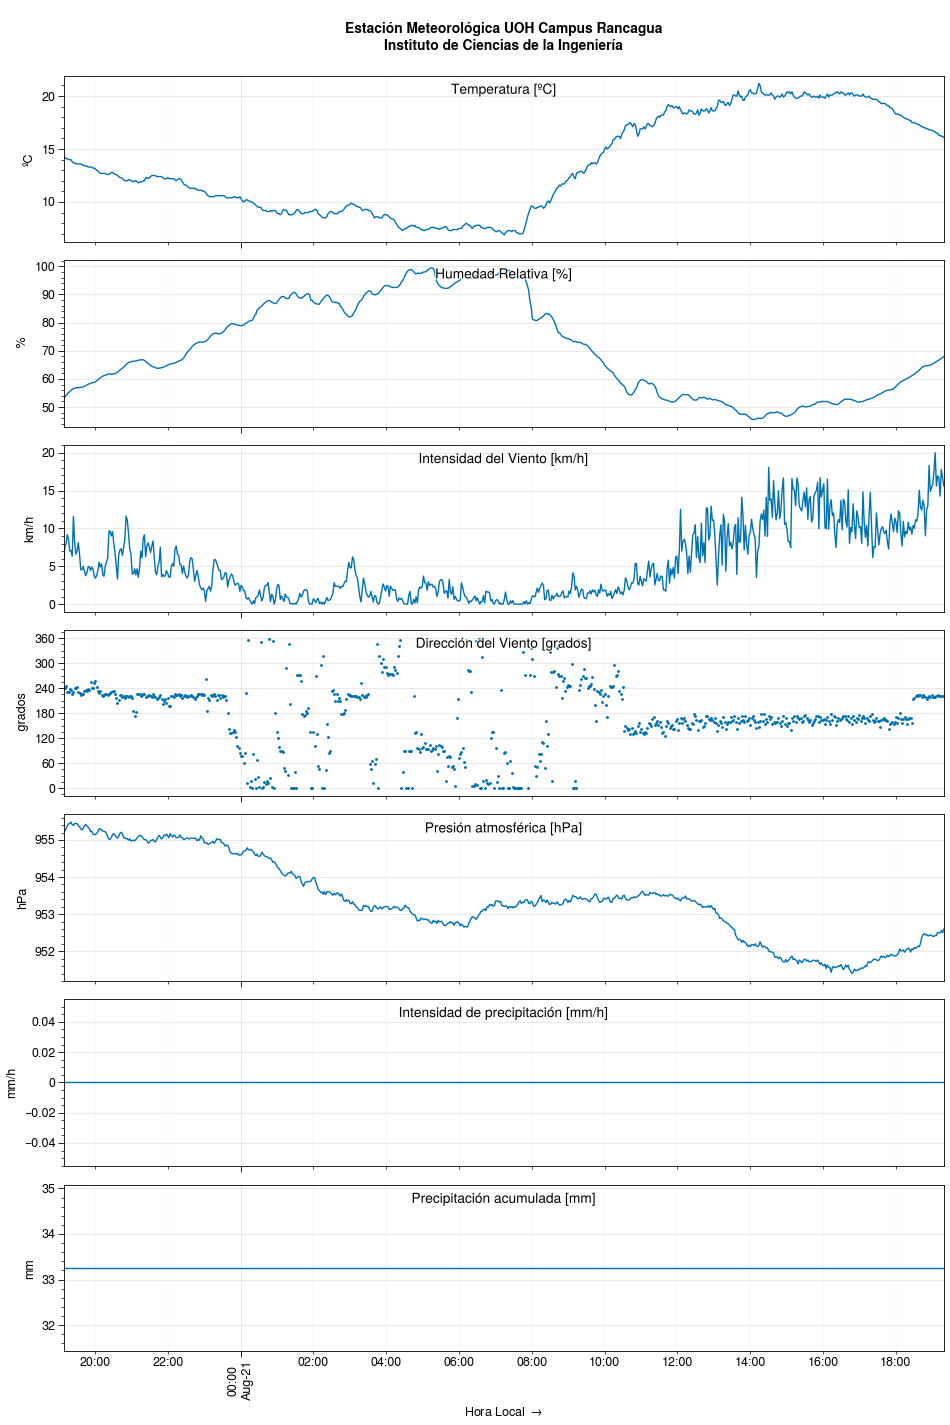 Estación Meteorológica UOH Campus Rancagua
Instituto de Ciencias de la Ingeniería
Temperatura [ºC]
ºC
20
15
10
Humedad Relativa [%]
%
100
90
80
70
60
50
Intensidad del Viento [km/h]
km/h
20
15
10
5
0
Dirección del Viento [grados]
grados
360
300
240
180
120
60
0
Presión atmosférica [hPa]
hPa
955
954
953
952
Intensidad de precipitación [mm/h]
mm/h
0.04
0.02
0
−0.02
−0.04
Precipitación acumulada [mm]
mm
35
34
33
32
20:00 22:00 00:00 02:00 04:00 06:00 08:00 10:00 12:00 14:00 16:00 18:00
Aug-21
Hora Local →